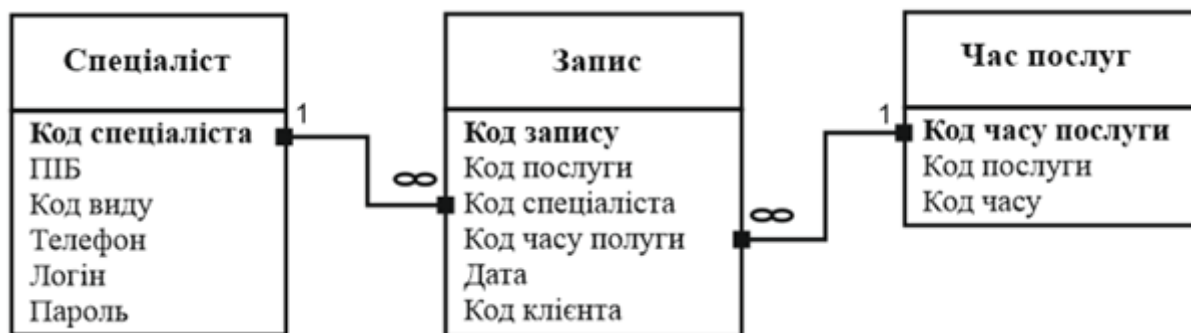 Спеціаліст
Код спеціаліста
ПІБ
Код виду
Телефон
Логін
Пароль
1
∞
Запис
Код запису
Код послуги
Код спеціаліста
Код часу полуги
Дата
Код клієнта
∞
1
Час послуг
Код часу послуги
Код послуги
Код часу